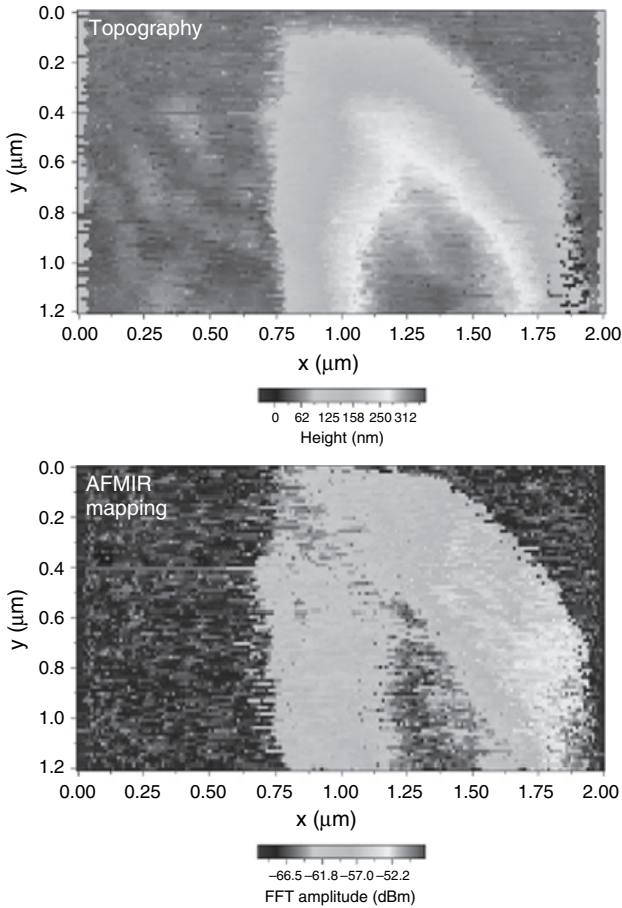 Topography
y (μm)
0.0
0.2
0.4
0.6
0.8
1.0
1.2
0.00 0.25 0.50 0.75 1.00 1.25 1.50 1.75 2.00
x (μm)
0 62 125 158 250 312
Height (nm)
AFMIR
mapping
y (μm)
0.0
0.2
0.4
0.6
0.8
1.0
1.2
0.00 0.25 0.50 0.75 1.00 1.25 1.50 1.75 2.00
x (μm)
−66.5 −61.8 −57.0 −52.2
FFT amplitude (dBm)